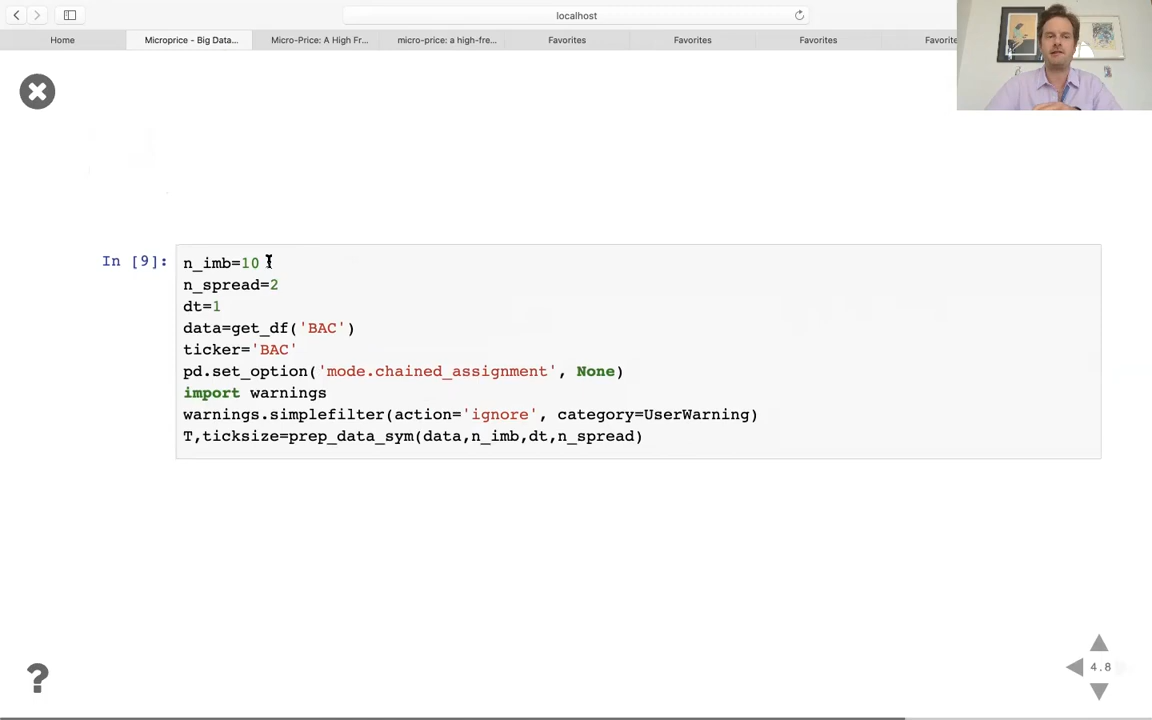 localhost
Home
Microprice - Big Data...
Micro-Price: A High Fr...
micro-price: a high-fre...
Favorites
Favorites
Favorites
Favorite
In [9]:
n_imb=10
n_spread=2
dt=1
data=get_df('BAC')
ticker='BAC'
pd.set_option('mode.chained_assignment', None)
import warnings
warnings.simplefilter(action='ignore', category=UserWarning)
T,ticksize=prep_data_sym(data,n_imb,dt,n_spread)
?
4.8